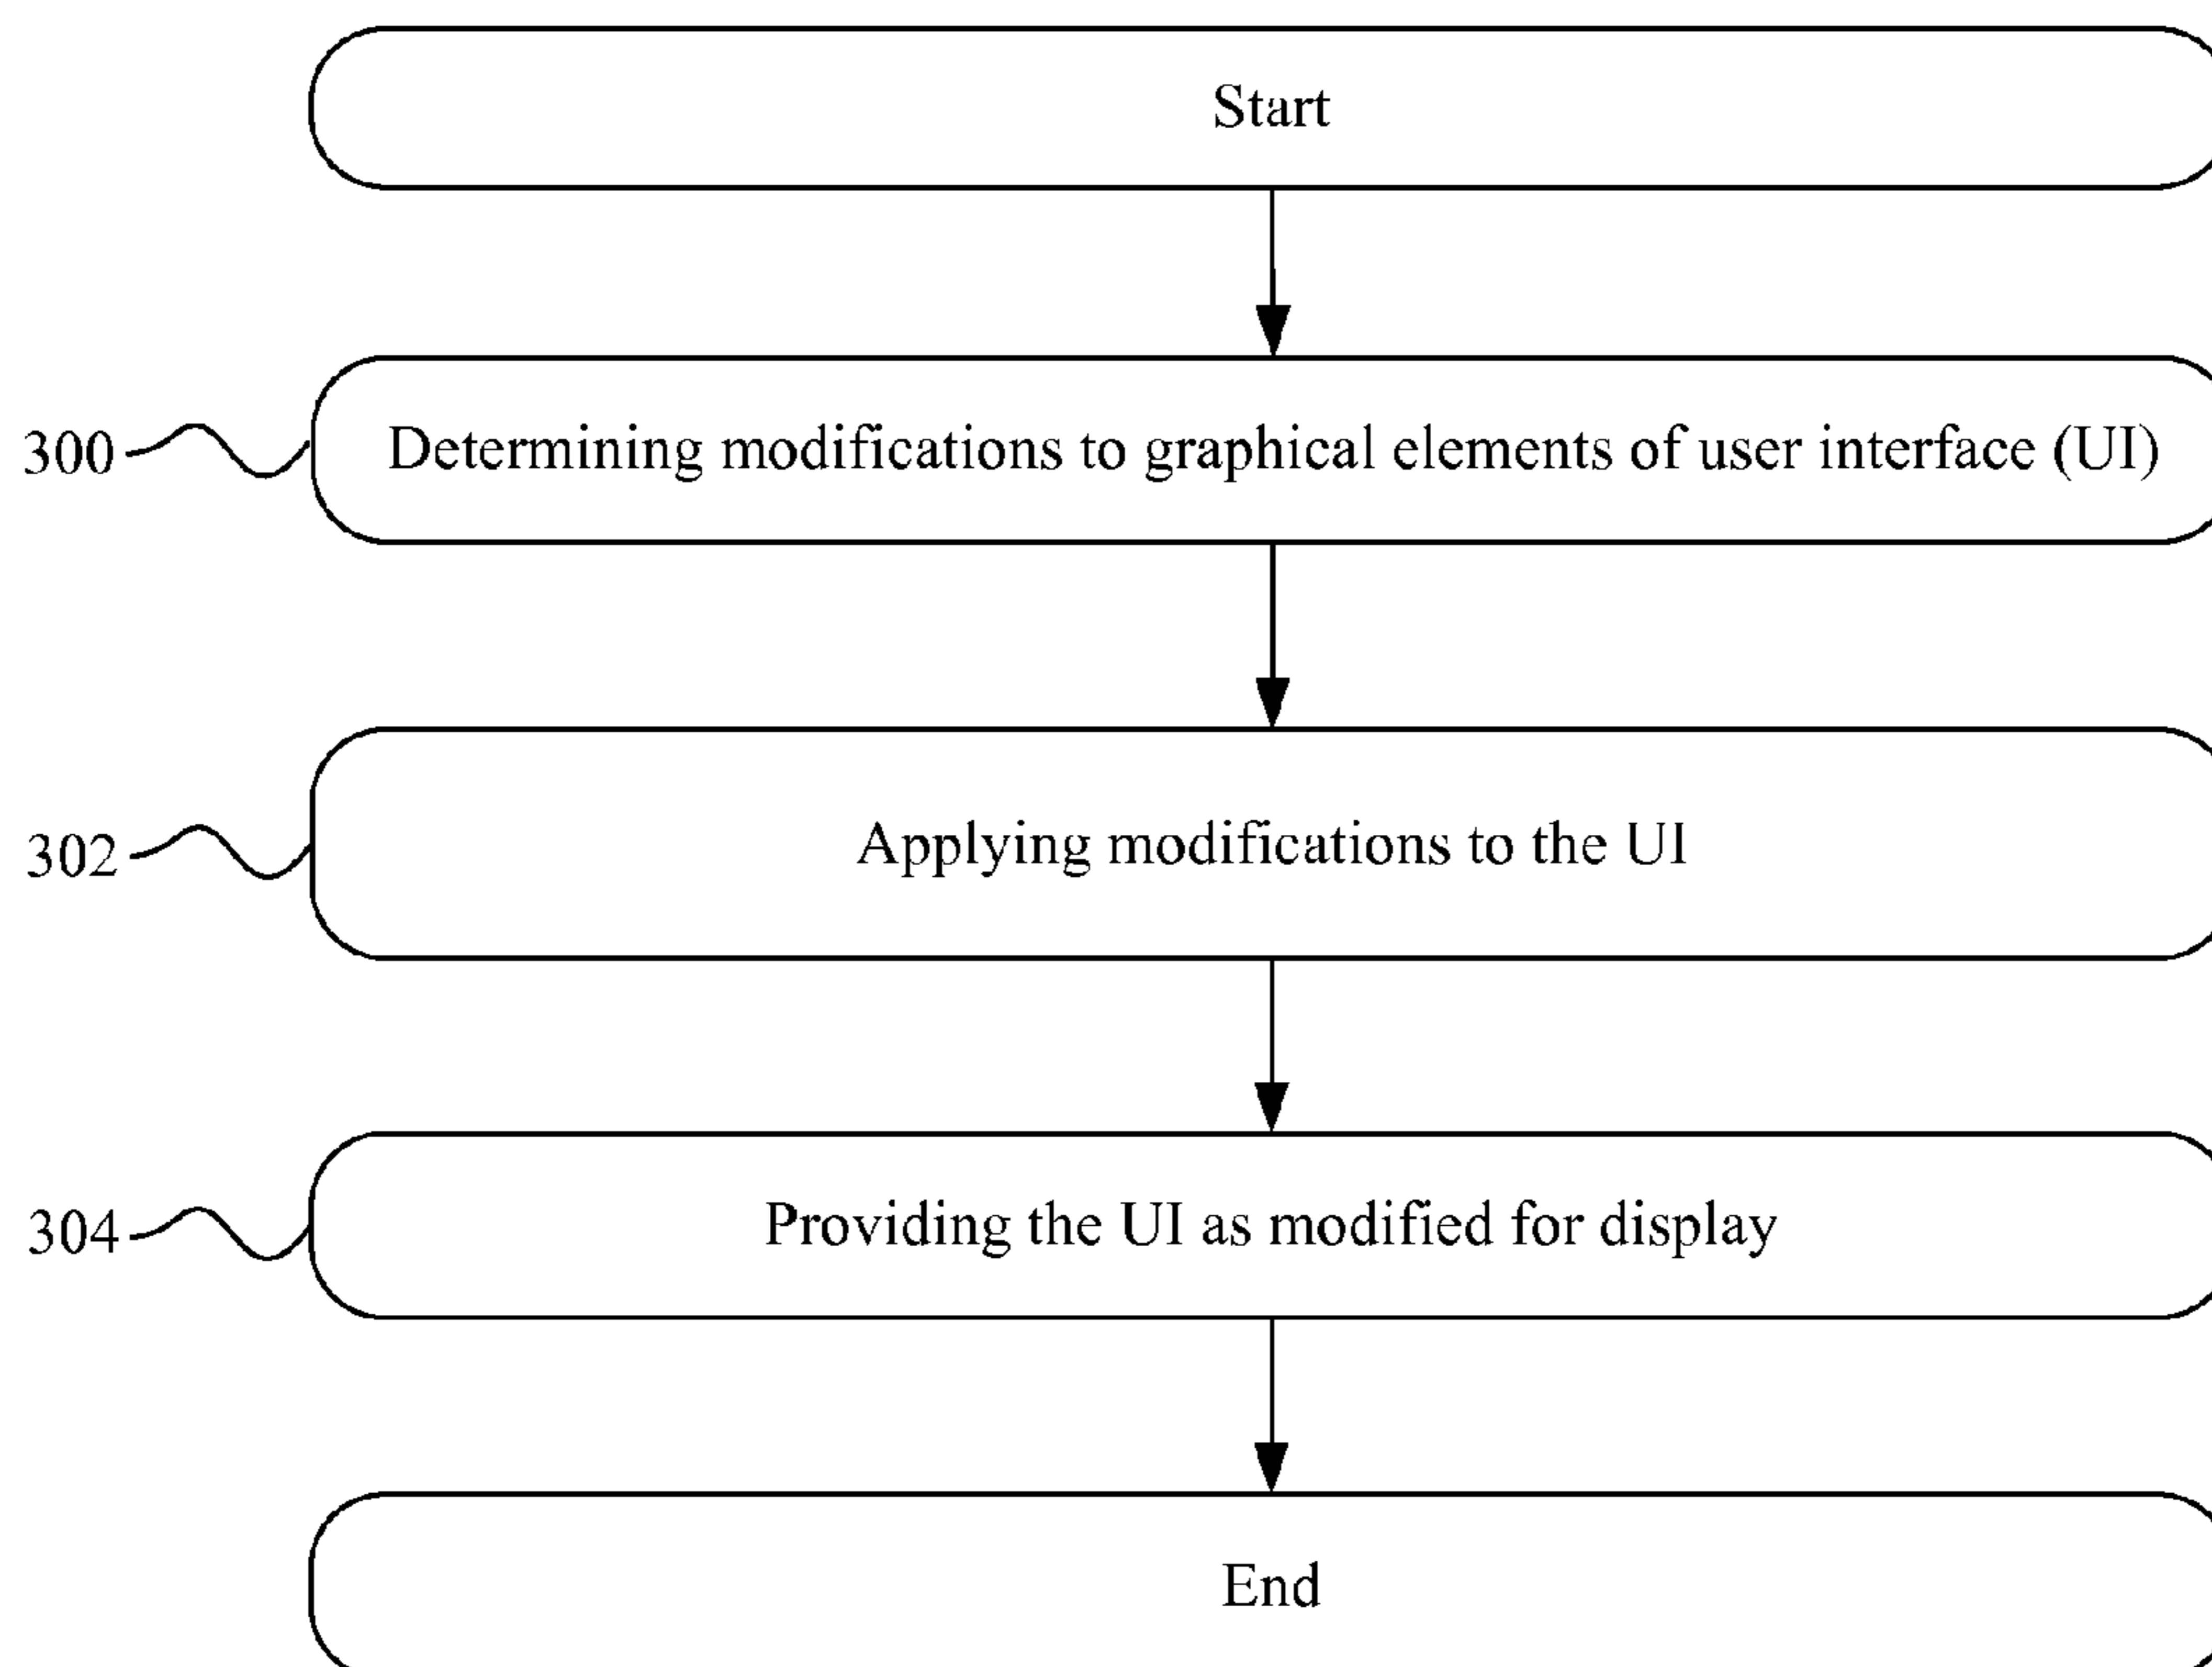 Start
300
Determining modifications to graphical elements of user interface (UI)
302
Applying modifications to the UI
304
Providing the UI as modified for display
End